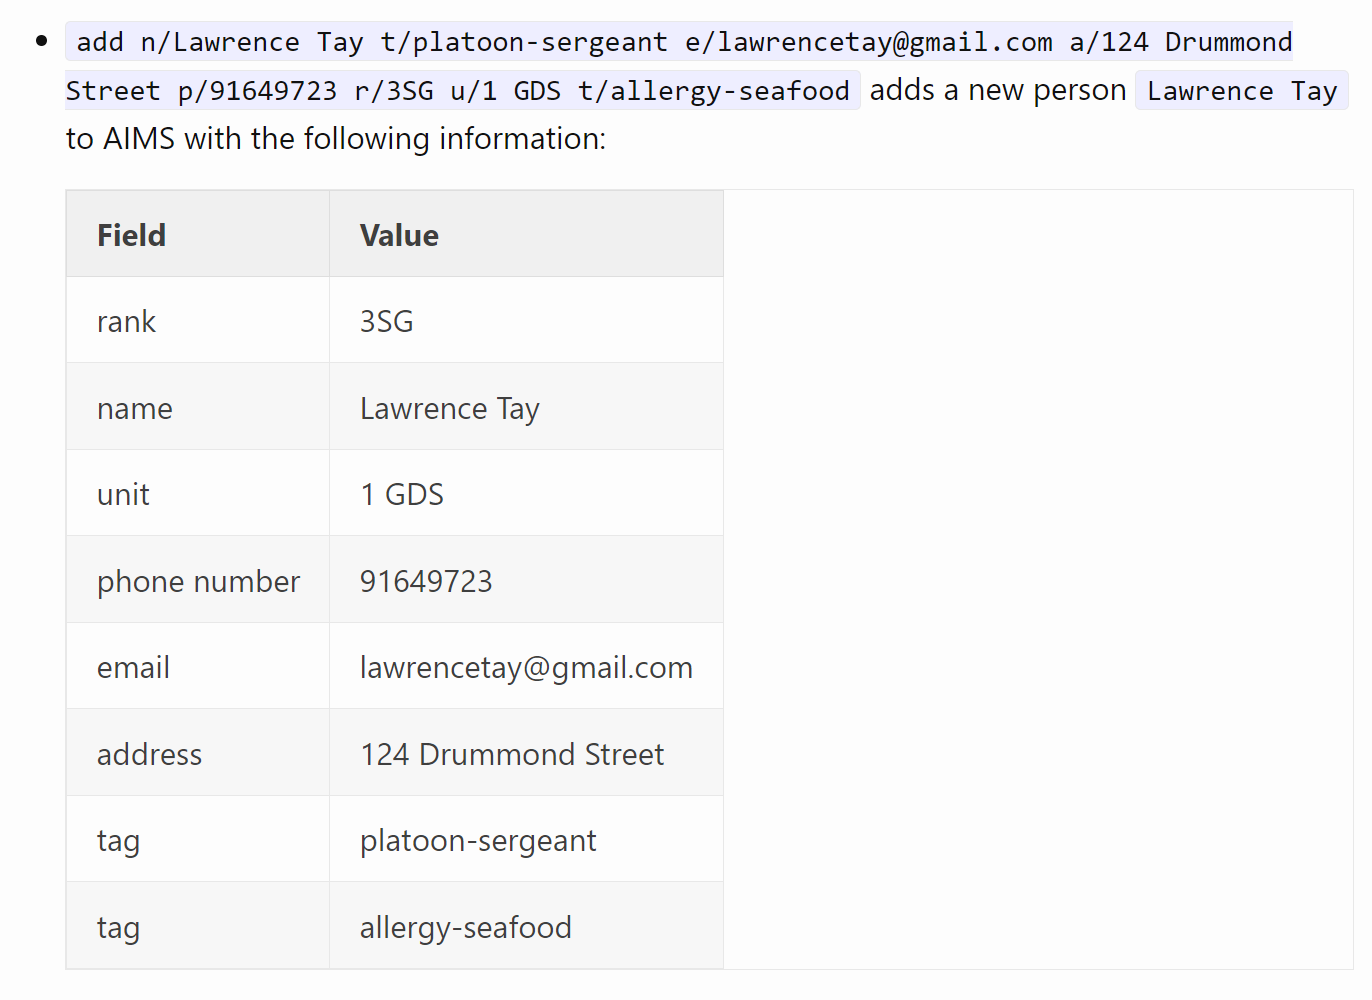 add n/Lawrence Tay t/platoon-sergeant e/lawrencetay@gmail.com a/124 Drummond
Street p/91649723 r/3SG u/1 GDS t/allergy-seafood adds a new person Lawrence Tay
to AIMS with the following information:
Field Value
rank 3SG
name Lawrence Tay
unit 1 GDS
phone number 91649723
email lawrencetay@gmail.com
address 124 Drummond Street
tag platoon-sergeant
tag allergy-seafood